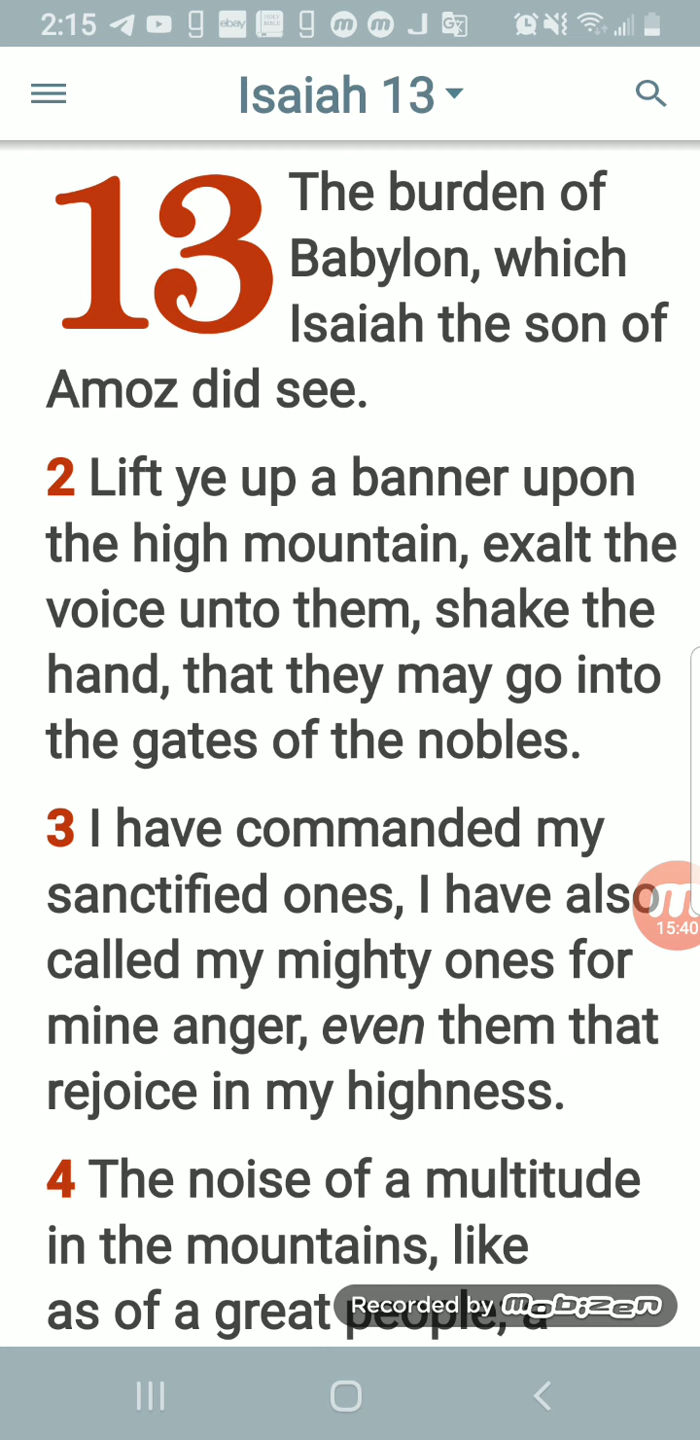 2:15
ebay
HOLY BIBLE
Isaiah 13
13 The burden of
Babylon, which
Isaiah the son of
Amoz did see.
2 Lift ye up a banner upon
the high mountain, exalt the
voice unto them, shake the
hand, that they may go into
the gates of the nobles.
3 I have commanded my
sanctified ones, I have also
called my mighty ones for
mine anger, even them that
rejoice in my highness.
15:40
4 The noise of a multitude
in the mountains, like
as of a great people, a
Recorded by mobizen